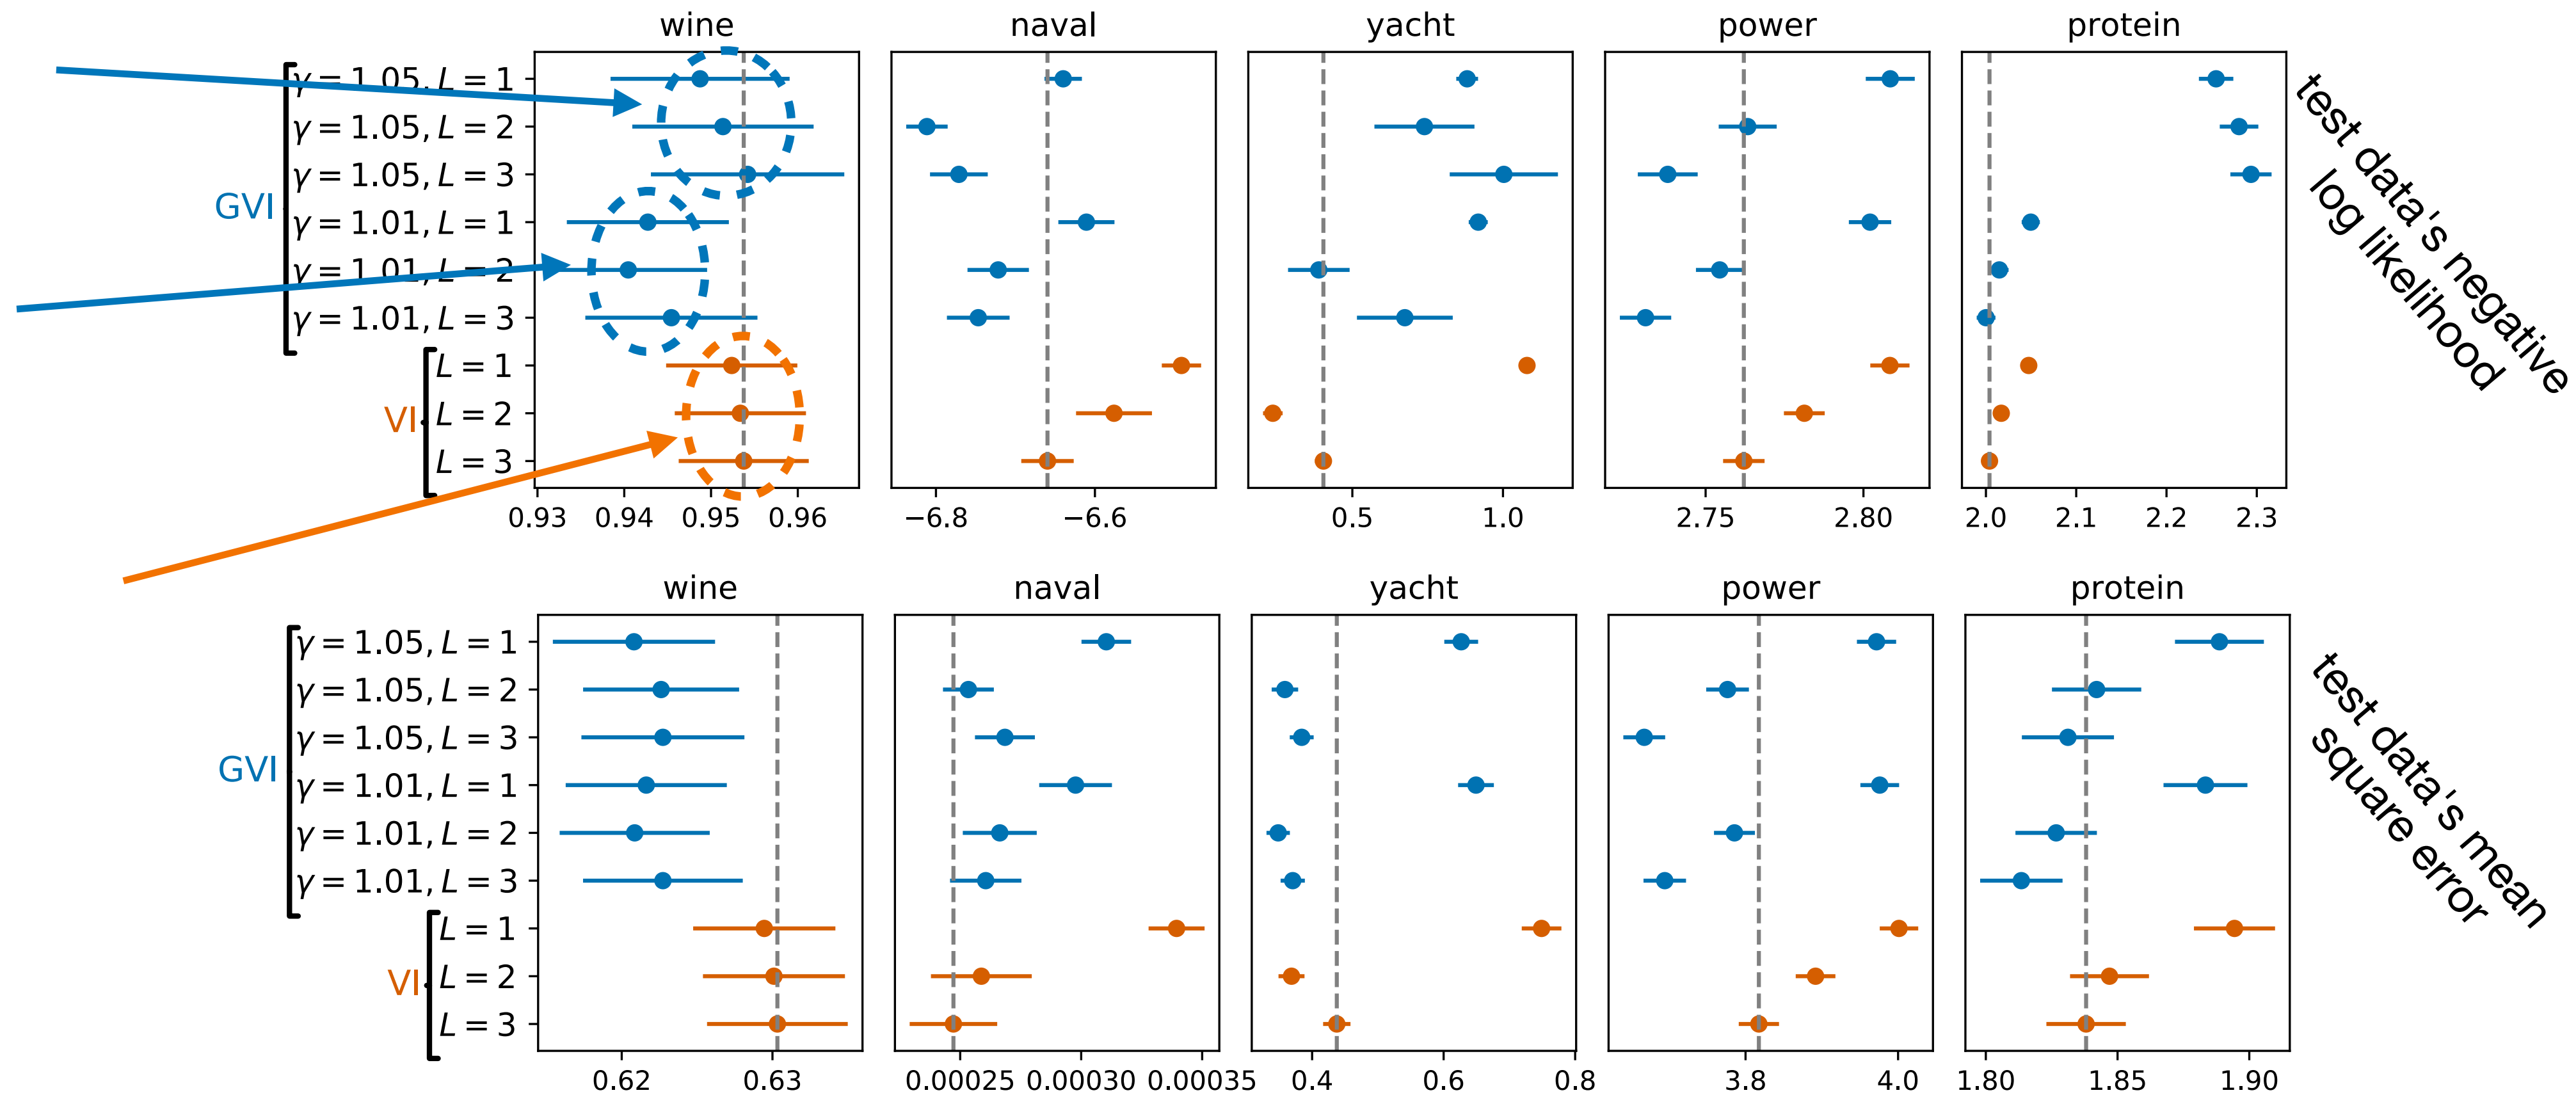 wine naval yacht power protein
γ = 1.05, L = 1
γ = 1.05, L = 2
γ = 1.05, L = 3
GVI
γ = 1.01, L = 1
γ = 1.01, L = 2
γ = 1.01, L = 3
L = 1
VI
L = 2
L = 3
0.93 0.94 0.95 0.96 −6.8 −6.6 0.5 1.0 2.75 2.80 2.0 2.1 2.2 2.3
test data's negative
log likelihood
wine naval yacht power protein
γ = 1.05, L = 1
γ = 1.05, L = 2
γ = 1.05, L = 3
GVI
γ = 1.01, L = 1
γ = 1.01, L = 2
γ = 1.01, L = 3
L = 1
VI
L = 2
L = 3
0.62 0.63 0.00025 0.00030 0.00035 0.4 0.6 0.8 3.8 4.0 1.80 1.85 1.90
test data's mean
square error